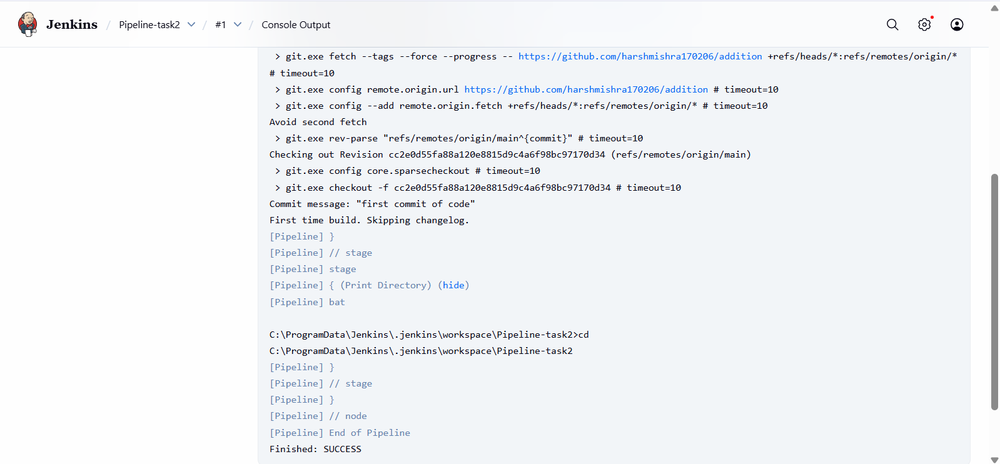 Jenkins / Pipeline-task2 / #1 / Console Output
> git.exe fetch --tags --force --progress -- https://github.com/harshmishra170206/addition +refs/heads/*:refs/remotes/origin/*
# timeout=10
> git.exe config remote.origin.url https://github.com/harshmishra170206/addition # timeout=10
> git.exe config --add remote.origin.fetch +refs/heads/*:refs/remotes/origin/* # timeout=10
Avoid second fetch
> git.exe rev-parse "refs/remotes/origin/main^{commit}" # timeout=10
Checking out Revision cc2e0d55fa88a120e8815d9c4a6f98bc97170d34 (refs/remotes/origin/main)
> git.exe config core.sparsecheckout # timeout=10
> git.exe checkout -f cc2e0d55fa88a120e8815d9c4a6f98bc97170d34 # timeout=10
Commit message: "first commit of code"
First time build. Skipping changelog.
[Pipeline] }
[Pipeline] // stage
[Pipeline] stage
[Pipeline] { (Print Directory) (hide)
[Pipeline] bat
C:\ProgramData\Jenkins\.jenkins\workspace\Pipeline-task2>cd
C:\ProgramData\Jenkins\.jenkins\workspace\Pipeline-task2
[Pipeline] }
[Pipeline] // stage
[Pipeline] }
[Pipeline] // node
[Pipeline] End of Pipeline
Finished: SUCCESS